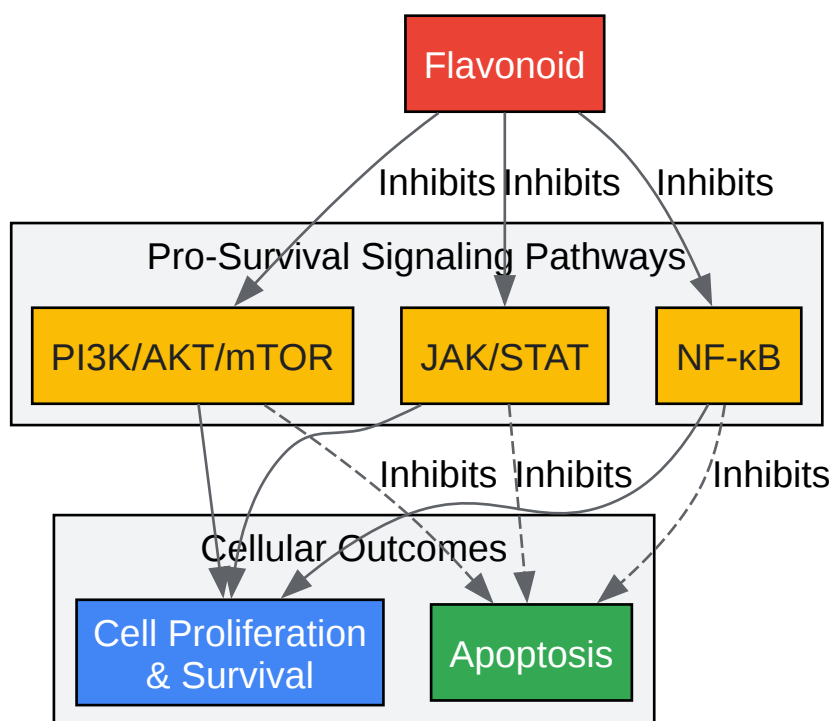 Flavonoid
Inhibits
Inhibits
Inhibits
Pro-Survival Signaling Pathways
PI3K/AKT/mTOR
JAK/STAT
NF-κB
Inhibits
Inhibits
Inhibits
Cellular Outcomes
Cell Proliferation
& Survival
Apoptosis